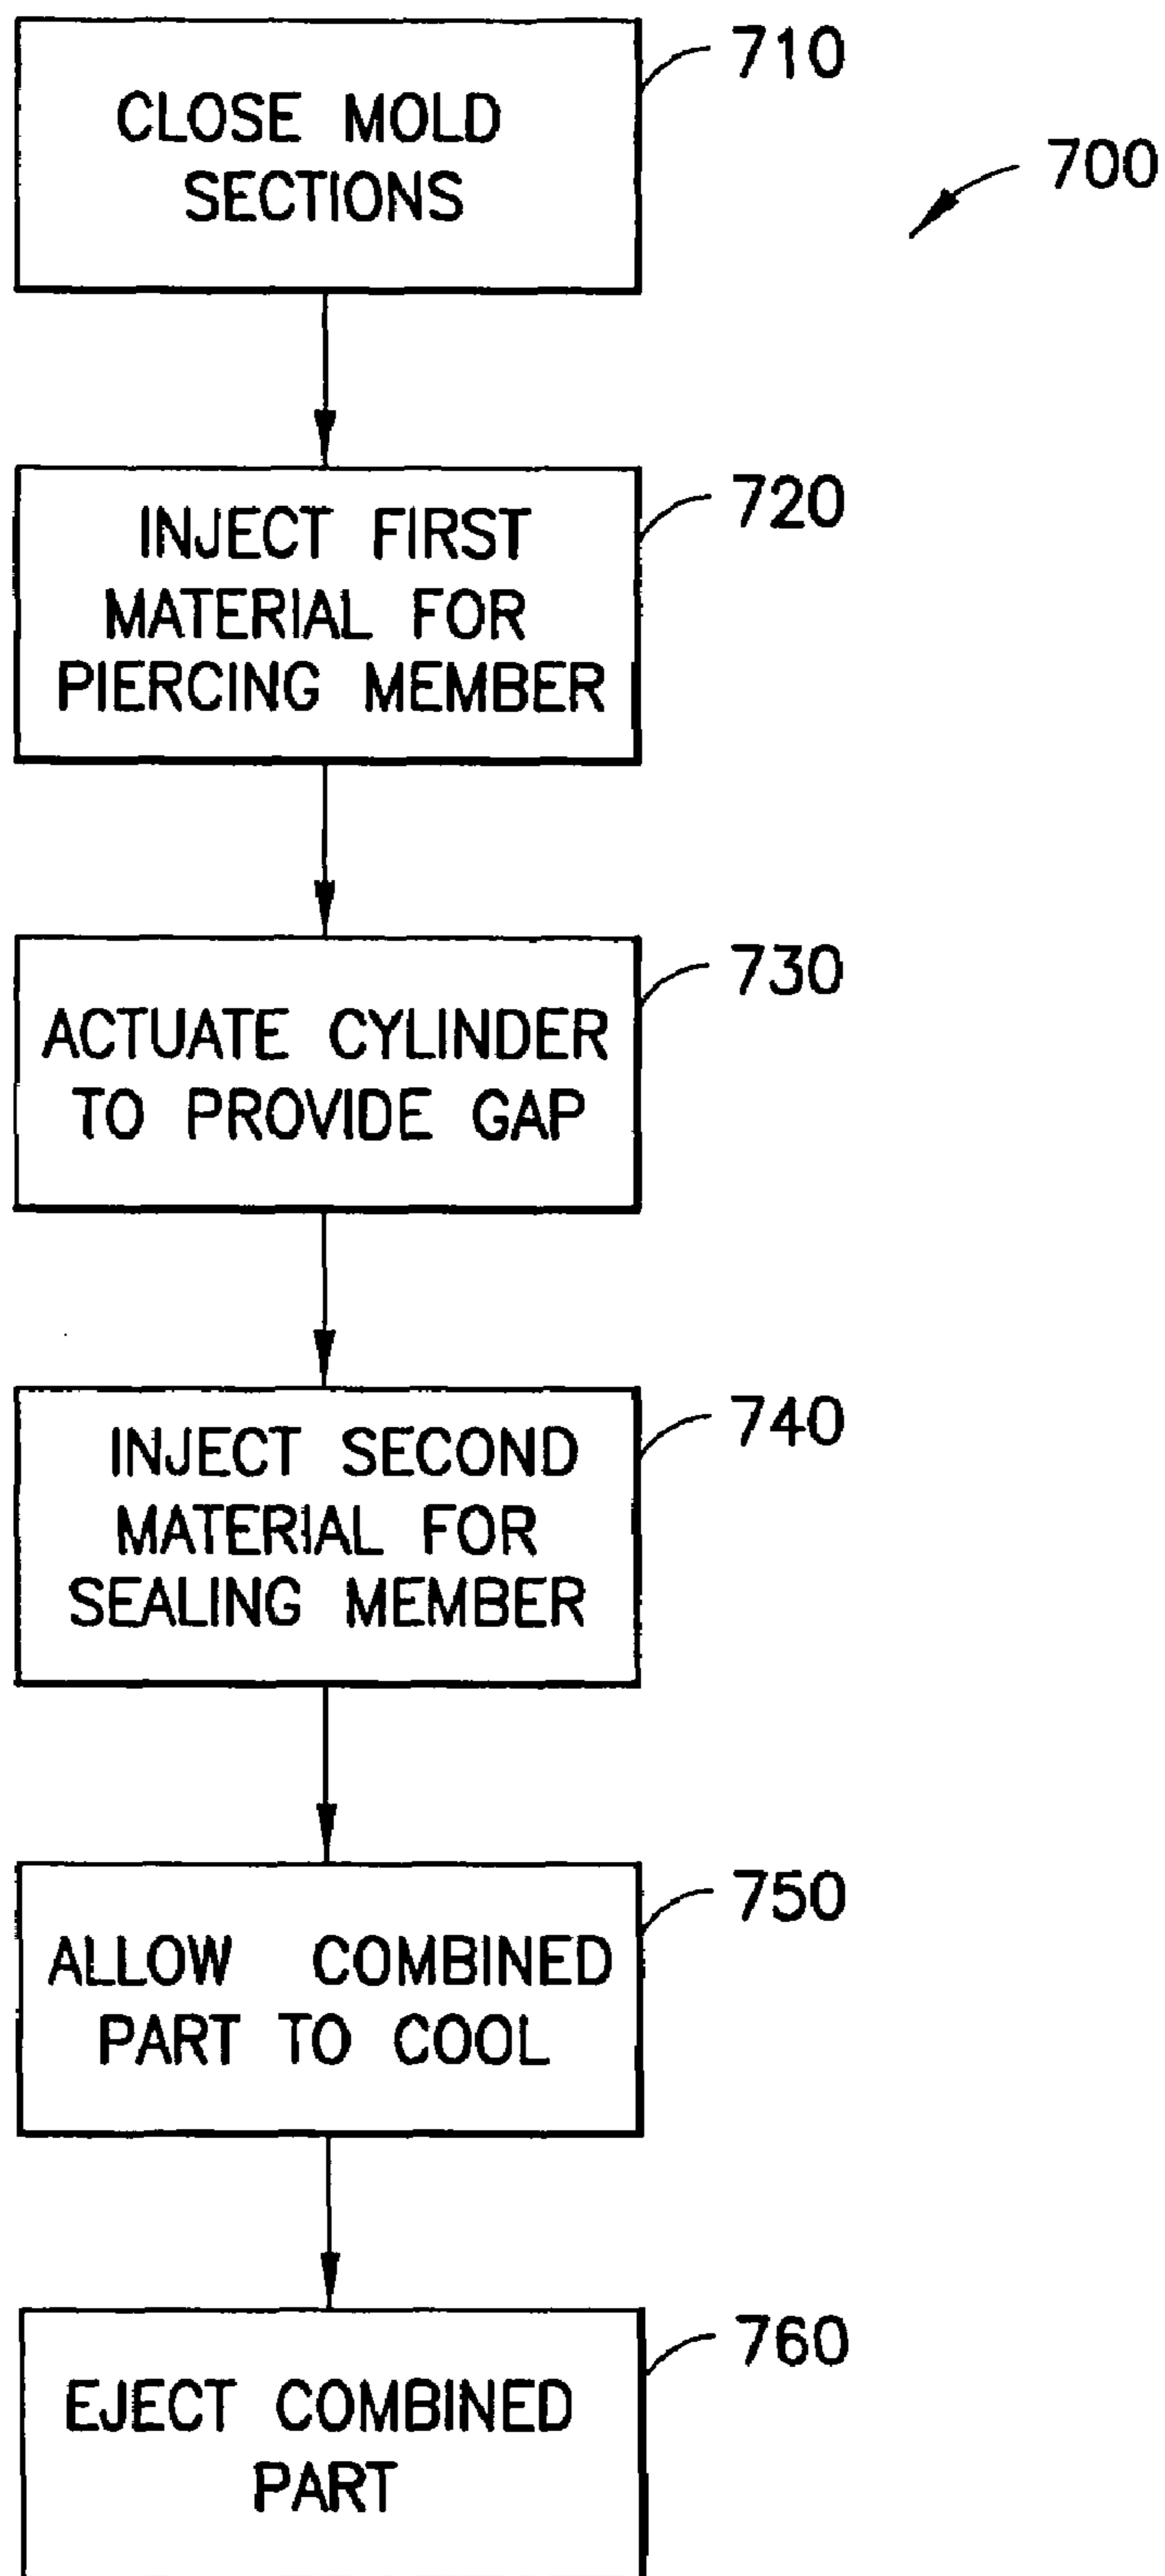 CLOSE MOLD
SECTIONS
710
700
INJECT FIRST
MATERIAL FOR
PIERCING MEMBER
720
ACTUATE CYLINDER
TO PROVIDE GAP
730
INJECT SECOND
MATERIAL FOR
SEALING MEMBER
740
ALLOW COMBINED
PART TO COOL
750
EJECT COMBINED
PART
760